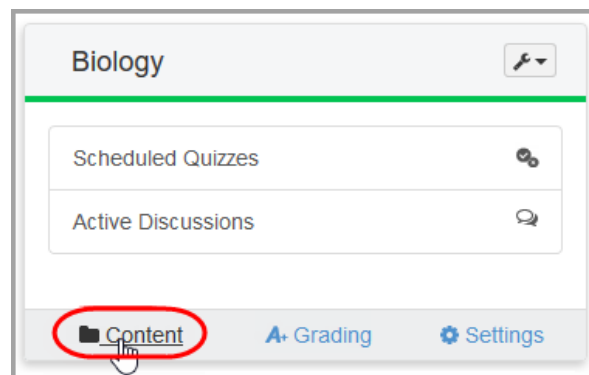 Biology
Scheduled Quizzes
Active Discussions
Content A+ Grading Settings